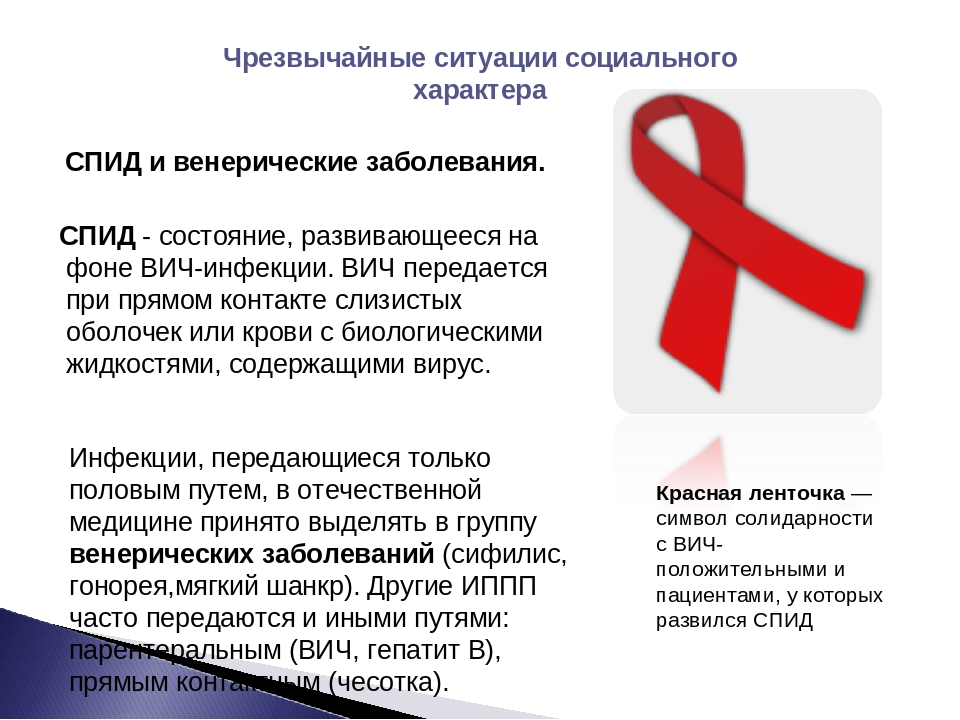 Чрезвычайные ситуации социального
характера
СПИД и венерические заболевания.
СПИД - состояние, развивающееся на
фоне ВИЧ-инфекции. ВИЧ передается
при прямом контакте слизистых
оболочек или крови с биологическими
жидкостями, содержащими вирус.
Инфекции, передающиеся только
половым путем, в отечественной
медицине принято выделять в группу
венерических заболеваний (сифилис,
гонорея,мягкий шанкр). Другие ИППП
часто передаются и иными путями:
парентеральным (ВИЧ, гепатит B),
прямым контактным (чесотка).
Красная ленточка —
символ солидарности
с ВИЧ-
положительными и
пациентами, у которых
развился СПИД